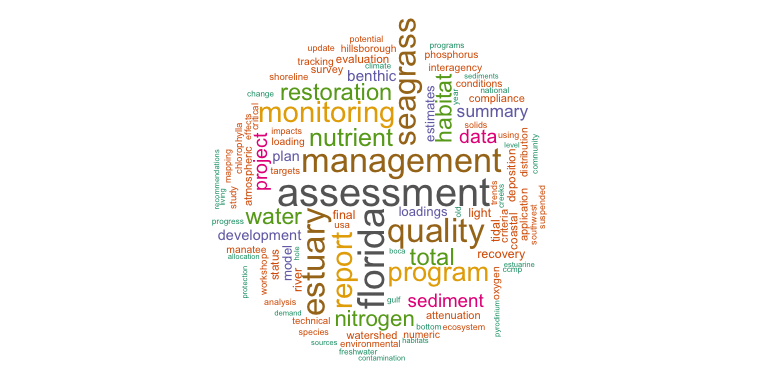 potential
programs
update
hillsborough
phosphorus
tracking
evaluation
seagrass
interagency
survey
climate
sediments
shoreline
benthic
habitat
conditions
change
restoration
estimates
year
national
compliance
critical
effects
monitoring
summary
impacts
nutrient
data
solids
using
distribution
loading
level
chlorophylla
project
plan
management
deposition
community
targets
mapping
atmospheric
recommendations
living
study
assessment
trends
creeks
water
final
loadings
old
light
tidal
criteria
coastal
application
southwest
suspended
progress
usa
development
estuary
report
florida
quality
manatee
allocation
workshop
status
model
hole
boca
total
recovery
estuarine
ccmp
protection
river
program
oxygen
analysis
gulf
sediment
pyrodinium
demand
technical
nitrogen
attenuation
bottom
ecosystem
species
watershed
numeric
sources
environmental
habitats
freshwater
contamination